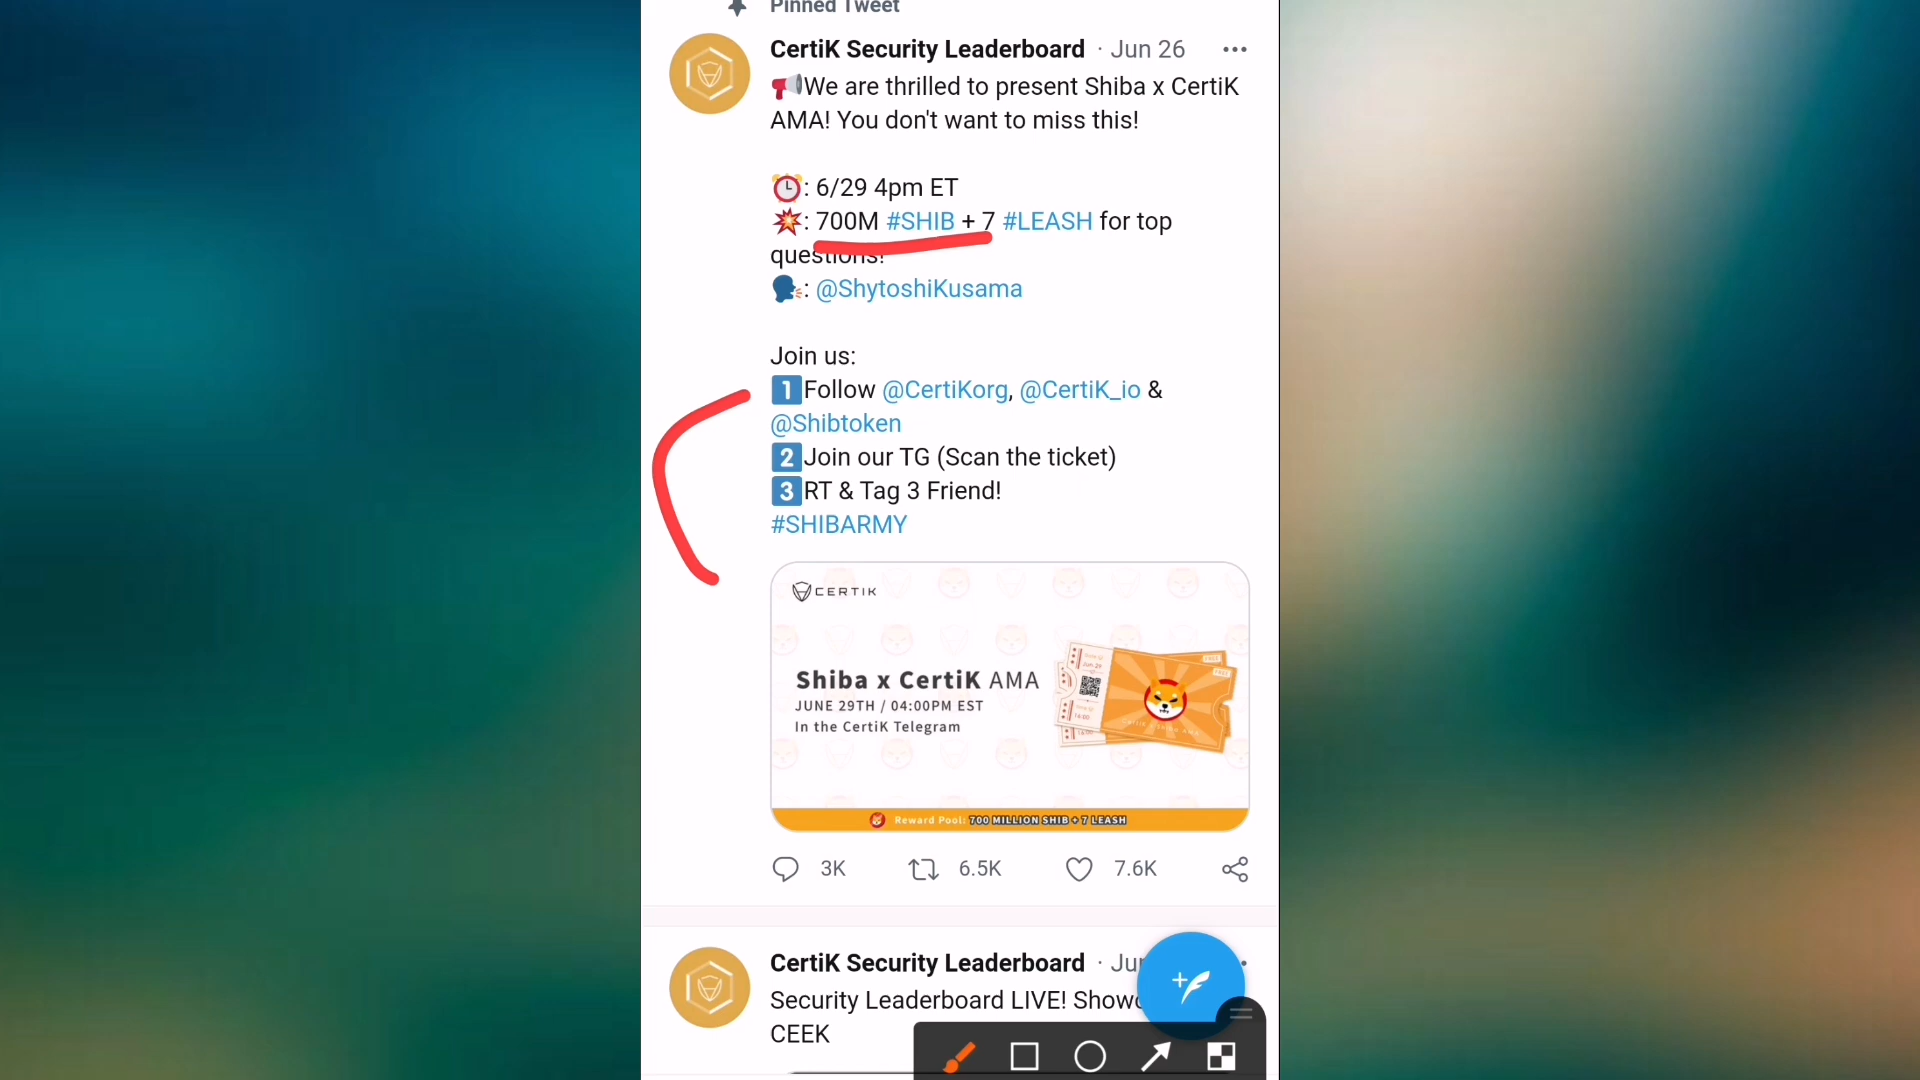 Pinned Tweet
CertiK Security Leaderboard · Jun 26
We are thrilled to present Shiba x CertiK
AMA! You don't want to miss this!
: 6/29 4pm ET
: 700M #SHIB + 7 #LEASH for top
questions!
: @ShytoshiKusama
Join us:
1 Follow @CertiKorg, @CertiK_io &
@Shibtoken
2 Join our TG (Scan the ticket)
3 RT & Tag 3 Friend!
#SHIBARMY
CERTIK
Shiba x CertiK AMA
JUNE 29TH / 04:00PM EST
In the CertiK Telegram
Reward Pool: 700 MILLION SHIB + 7 LEASH
3K 6.5K 7.6K
CertiK Security Leaderboard ·
Security Leaderboard LIVE!
CEEK